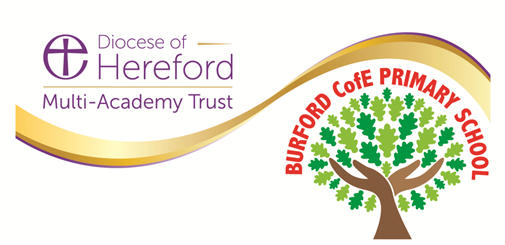 Diocese of
Hereford
Multi-Academy Trust
BURFORD CofE PRIMARY SCHOOL